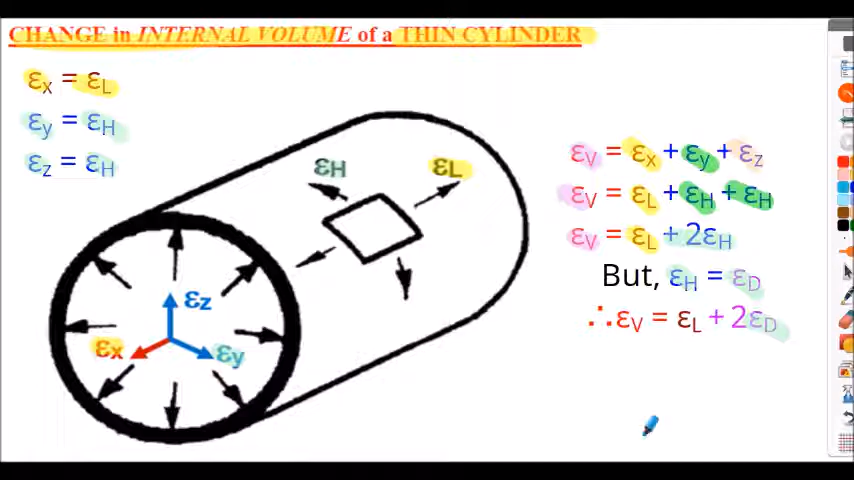 CHANGE in INTERNAL VOLUME of a THIN CYLINDER
εx = εL
εy = εH
εz = εH
εH
εL
εz
εx
εy
εV = εx + εy + εz
εV = εL + εH + εH
εV = εL + 2εH
But, εH = εD
∴εV = εL + 2εD